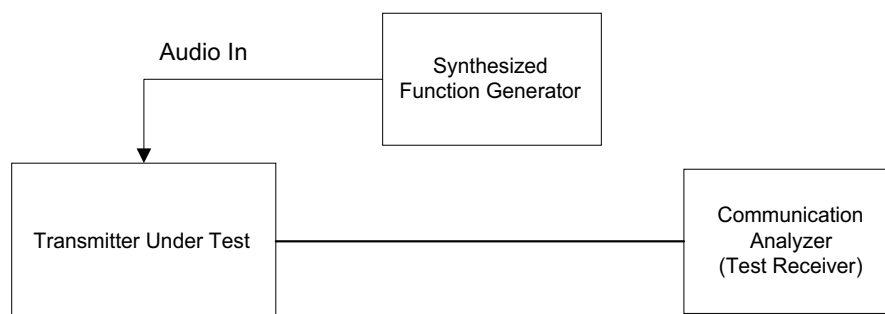 Audio In
Synthesized
Function Generator
Transmitter Under Test
Communication
Analyzer
(Test Receiver)